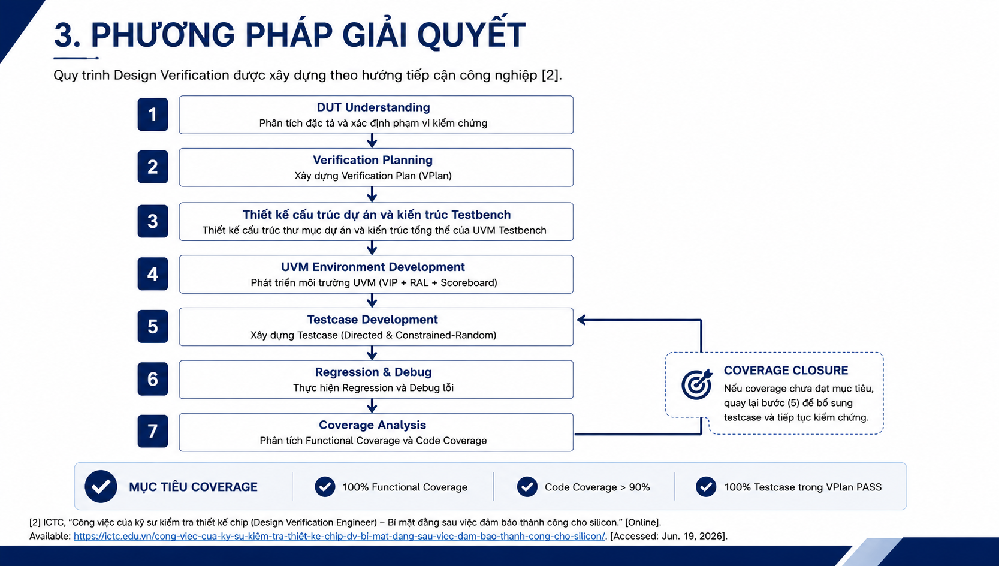 3. PHƯƠNG PHÁP GIẢI QUYẾT
Quy trình Design Verification được xây dựng theo hướng tiếp cận công nghiệp [2].
1
DUT Understanding
Phân tích đặc tả và xác định phạm vi kiểm chứng
2
Verification Planning
Xây dựng Verification Plan (VPlan)
3
Thiết kế cấu trúc dự án và kiến trúc Testbench
Thiết kế cấu trúc thư mục dự án và kiến trúc tổng thể của UVM Testbench
4
UVM Environment Development
Phát triển môi trường UVM (VIP + RAL + Scoreboard)
5
Testcase Development
Xây dựng Testcase (Directed & Constrained-Random)
6
Regression & Debug
Thực hiện Regression và Debug lỗi
7
Coverage Analysis
Phân tích Functional Coverage và Code Coverage
COVERAGE CLOSURE
Nếu coverage chưa đạt mục tiêu,
quay lại bước (5) để bổ sung
testcase và tiếp tục kiểm chứng.
MỤC TIÊU COVERAGE
100% Functional Coverage
Code Coverage > 90%
100% Testcase trong VPlan PASS
[2] ICTC, “Công việc của kỹ sư kiểm tra thiết kế chip (Design Verification Engineer) – Bí mật đằng sau việc đảm bảo thành công cho silicon.” [Online].
Available: https://ictc.edu.vn/cong-viec-cua-ky-su-kiêm-tra-thiêt-ke-chip-dv-bi-mat-dang-sau-viec-dam-bao-thanh-cong-cho-silicon/. [Accessed: Jun. 19, 2026].